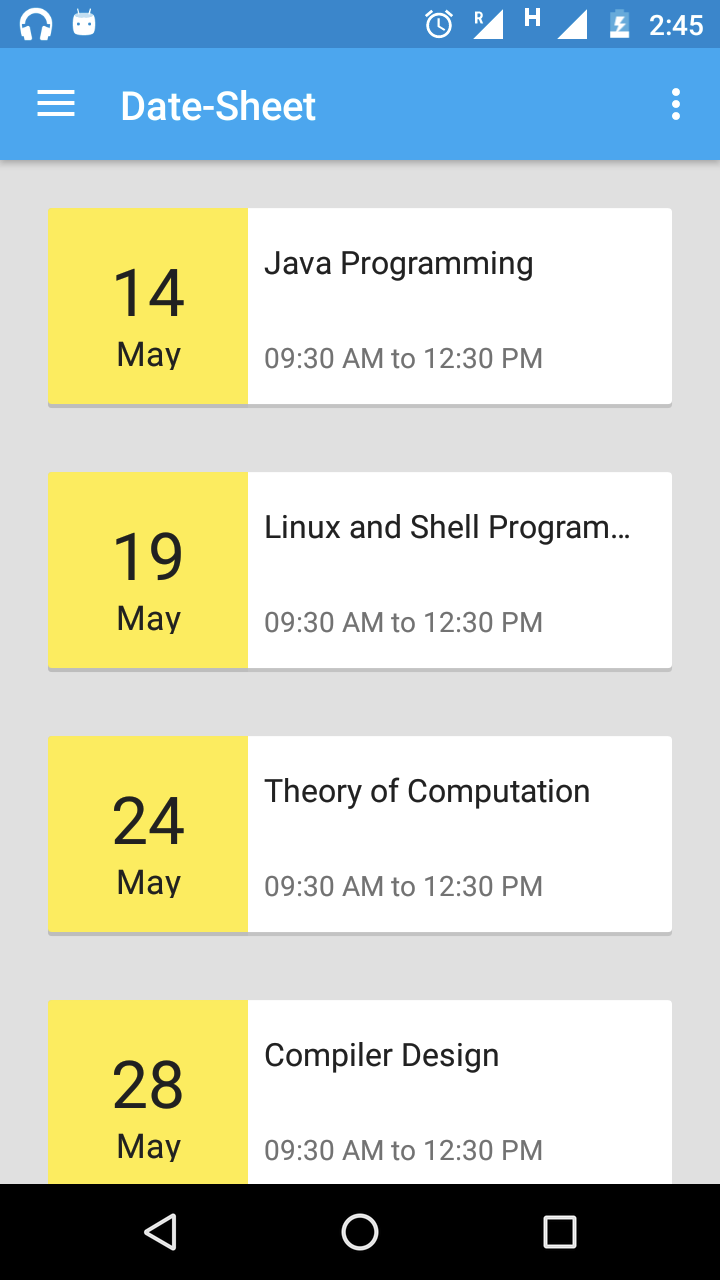 R H 2:45
Date-Sheet
14
May
Java Programming
09:30 AM to 12:30 PM
19
May
Linux and Shell Program...
09:30 AM to 12:30 PM
24
May
Theory of Computation
09:30 AM to 12:30 PM
28
May
Compiler Design
09:30 AM to 12:30 PM